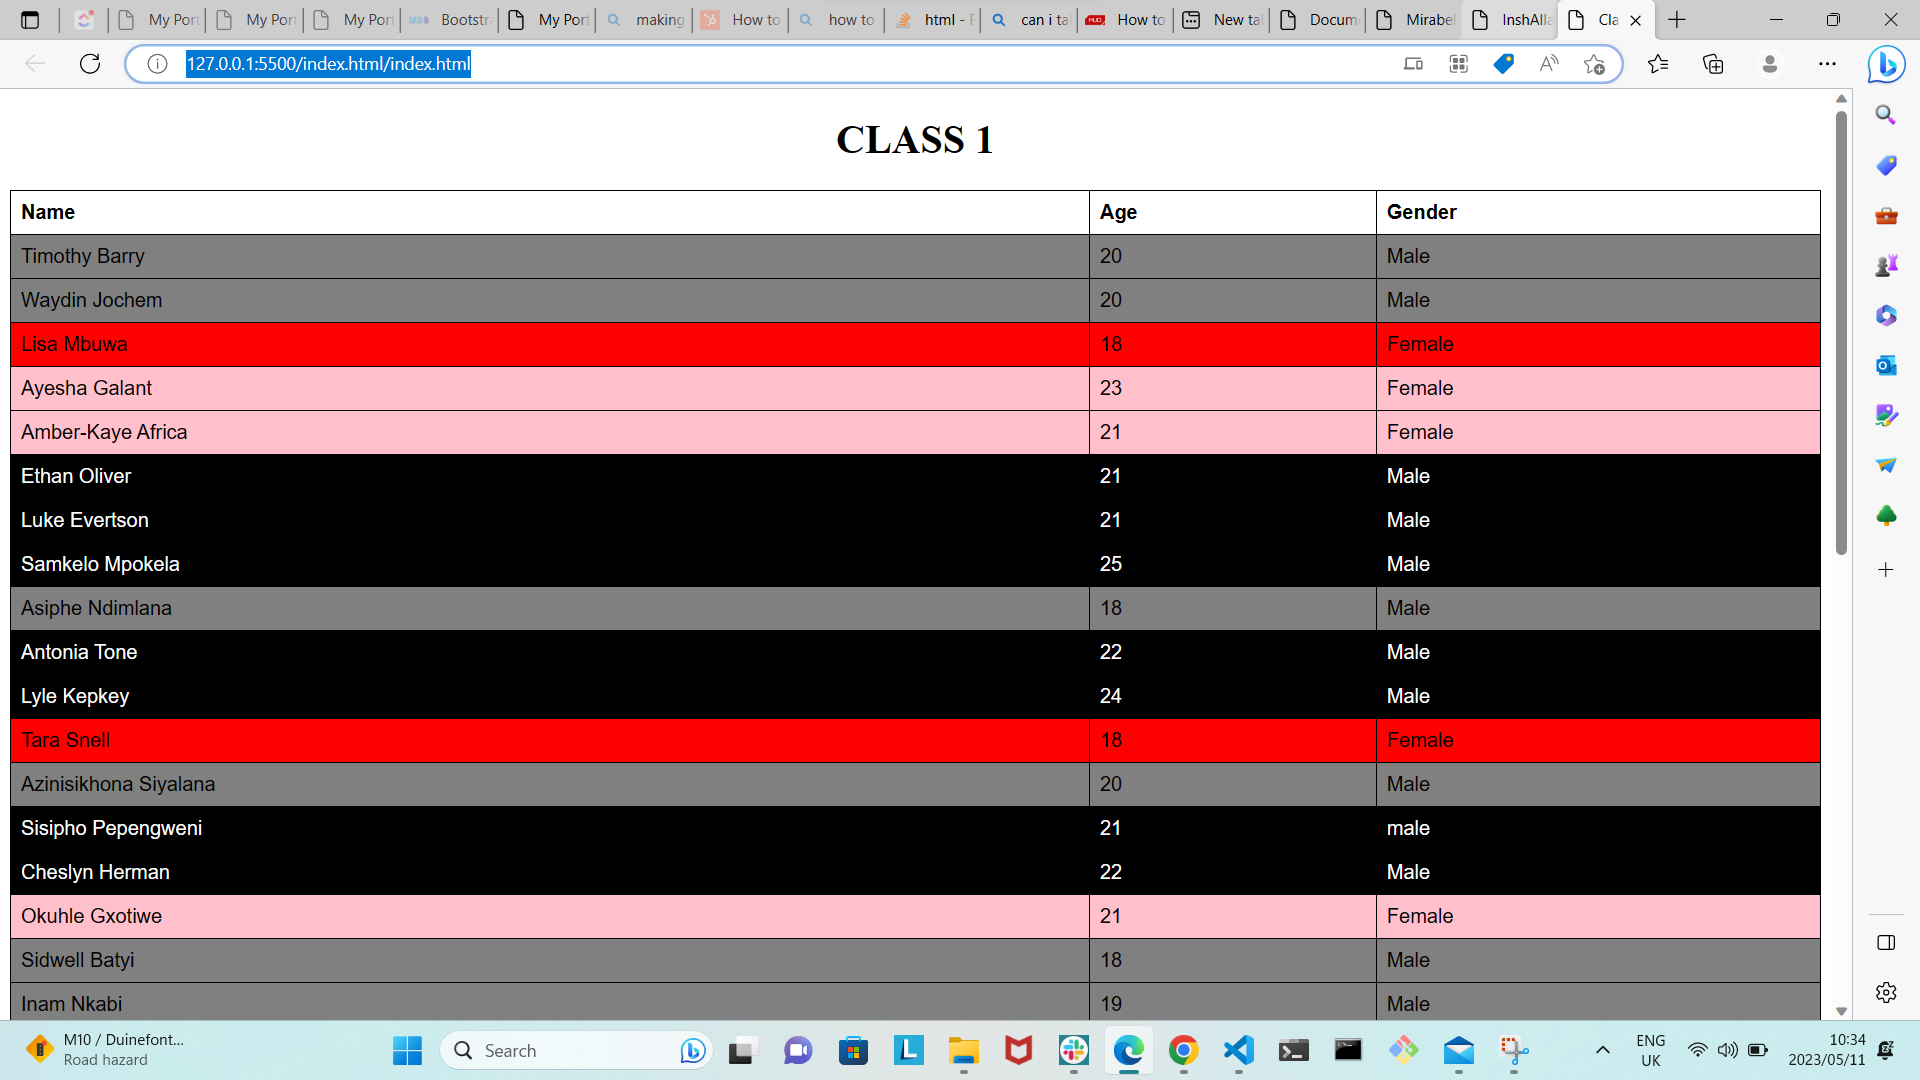 My Port My Port My Port Bootstra My Port making How to how to html - F can i tal How to New tab Docum Mirabel InshAlla Cla
127.0.0.1:5500/index.html/index.html
CLASS 1
Name Age Gender
Timothy Barry 20 Male
Waydin Jochem 20 Male
Lisa Mbuwa 18 Female
Ayesha Galant 23 Female
Amber-Kaye Africa 21 Female
Ethan Oliver 21 Male
Luke Evertson 21 Male
Samkelo Mpokela 25 Male
Asiphe Ndimlana 18 Male
Antonia Tone 22 Male
Lyle Kepkey 24 Male
Tara Snell 18 Female
Azinisikhona Siyalana 20 Male
Sisipho Pepengweni 21 male
Cheslyn Herman 22 Male
Okuhle Gxotiwe 21 Female
Sidwell Batyi 18 Male
Inam Nkabi 19 Male
M10 / Duinefont...
Road hazard
Search
ENG
UK
10:34
2023/05/11